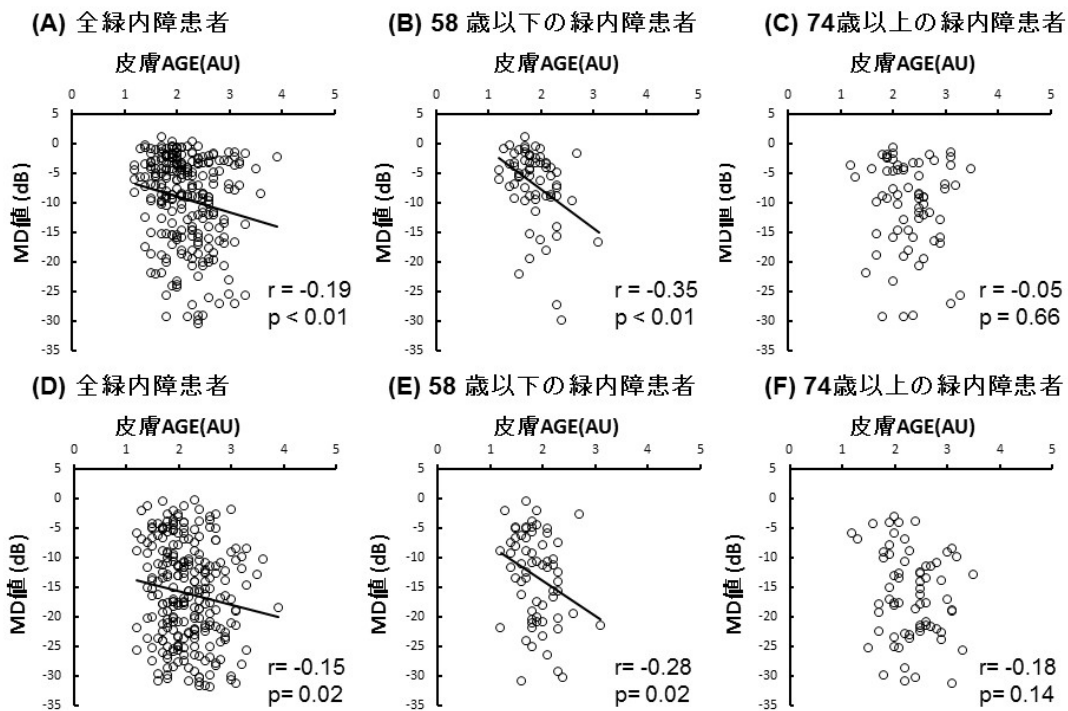 (A) 全緑内障患者
皮膚AGE(AU)
0 1 2 3 4 5
5
0
-5
-10
-15
-20
-25
-30
-35
MD値 (dB)
r = -0.19
p < 0.01
(B) 58 歳以下の緑内障患者
皮膚AGE(AU)
0 1 2 3 4 5
5
0
-5
-10
-15
-20
-25
-30
-35
MD値 (dB)
r = -0.35
p < 0.01
(C) 74歳以上の緑内障患者
皮膚AGE(AU)
0 1 2 3 4 5
5
0
-5
-10
-15
-20
-25
-30
-35
MD値 (dB)
r = -0.05
p = 0.66
(D) 全緑内障患者
皮膚AGE(AU)
0 1 2 3 4 5
5
0
-5
-10
-15
-20
-25
-30
-35
MD値 (dB)
r= -0.15
p= 0.02
(E) 58 歳以下の緑内障患者
皮膚AGE(AU)
0 1 2 3 4 5
5
0
-5
-10
-15
-20
-25
-30
-35
MD値 (dB)
r= -0.28
p= 0.02
(F) 74歳以上の緑内障患者
皮膚AGE(AU)
0 1 2 3 4 5
5
0
-5
-10
-15
-20
-25
-30
-35
MD値 (dB)
r= -0.18
p= 0.14